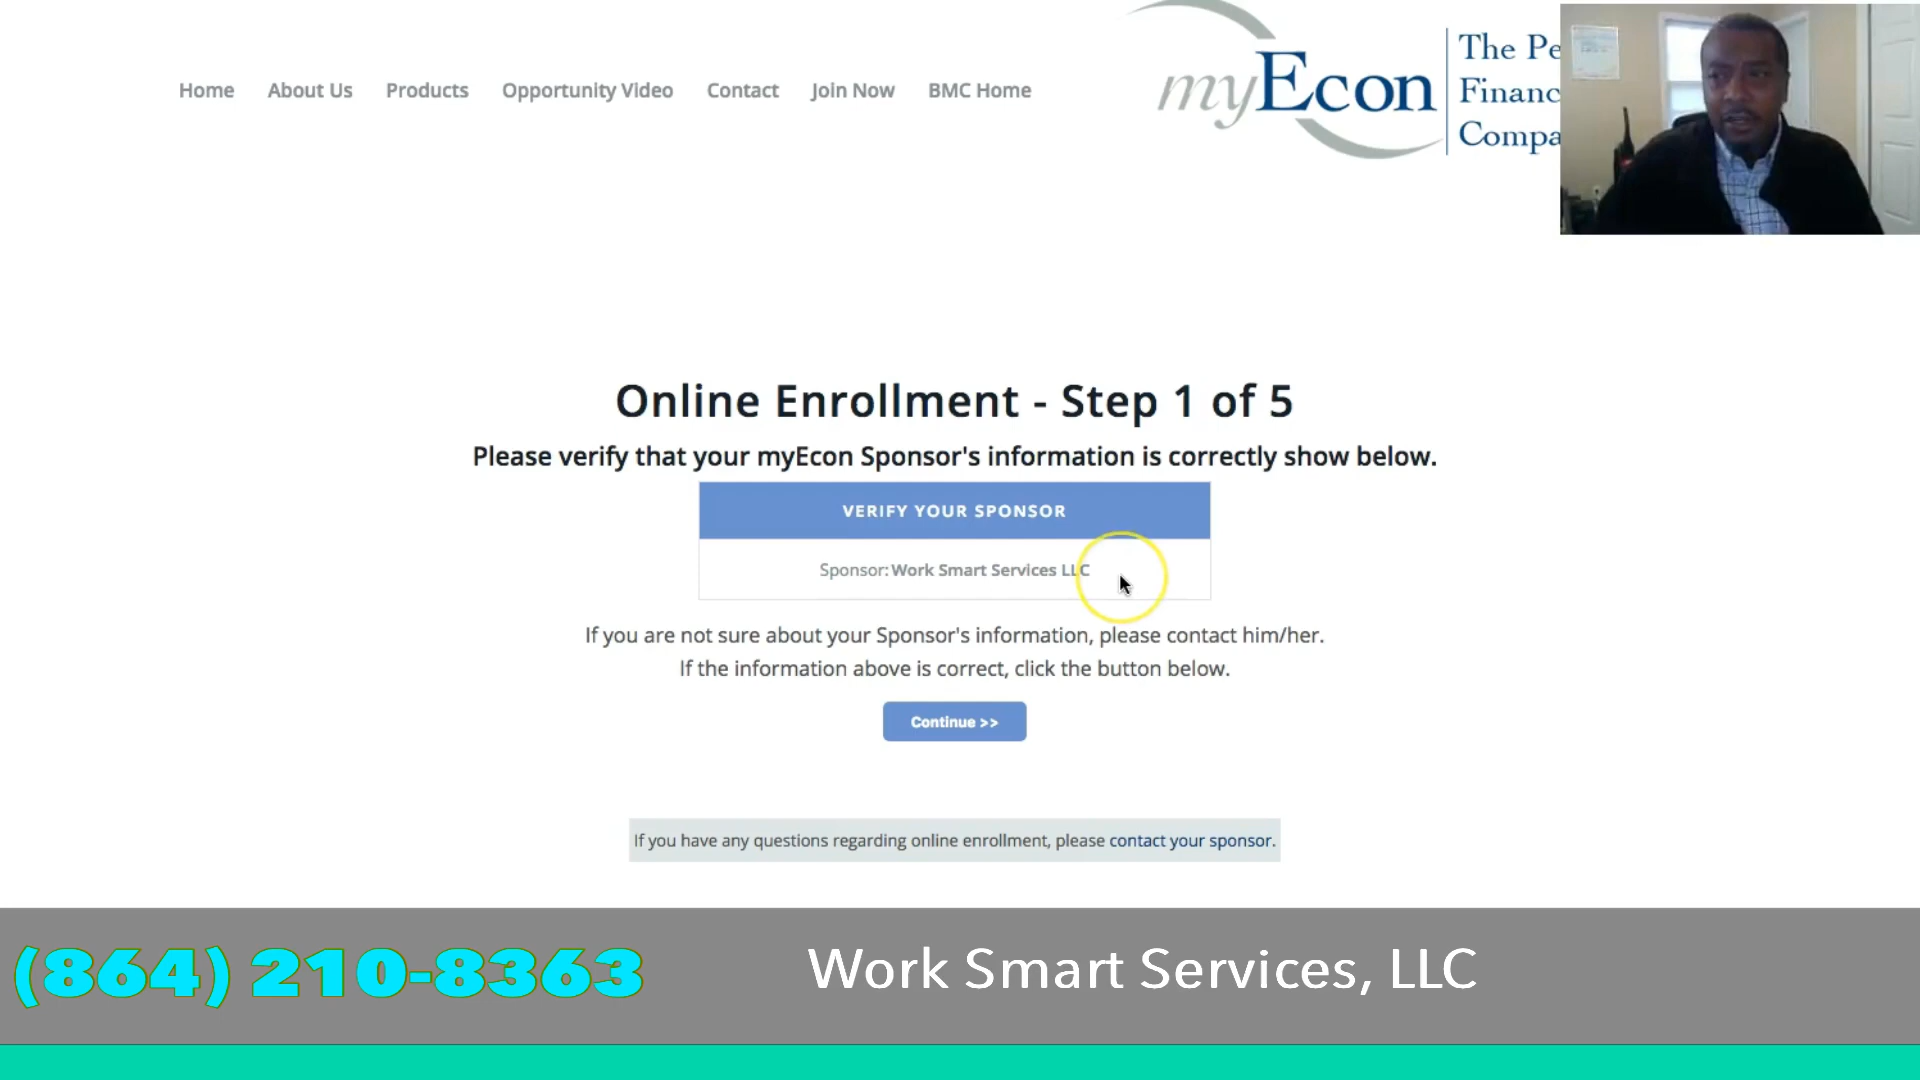 Home About Us Products Opportunity Video Contact Join Now BMC Home
myEcon
The Pe
Financ
Compa
Online Enrollment - Step 1 of 5
Please verify that your myEcon Sponsor's information is correctly show below.
VERIFY YOUR SPONSOR
Sponsor: Work Smart Services LLC
If you are not sure about your Sponsor's information, please contact him/her.
If the information above is correct, click the button below.
Continue >>
If you have any questions regarding online enrollment, please contact your sponsor.
(864) 210-8363
Work Smart Services, LLC